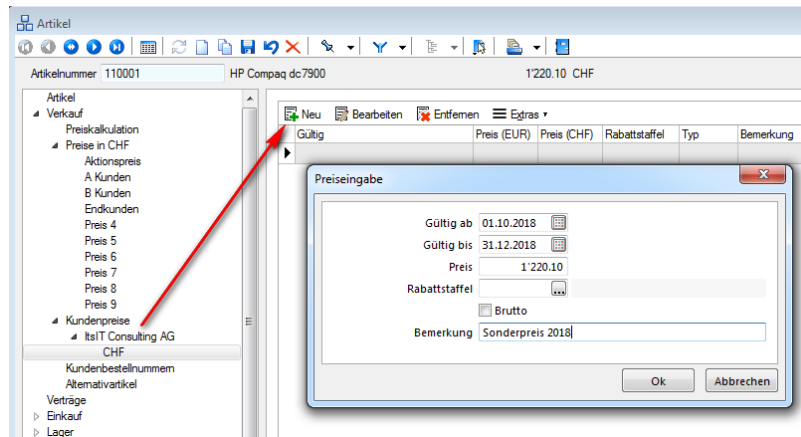 Artikel
Artikelnummer 110001 HP Compaq dc7900 1'220.10 CHF
Artikel
Verkauf
Preiskalkulation
Preise in CHF
Aktionspreis
A Kunden
B Kunden
Endkunden
Preis 4
Preis 5
Preis 6
Preis 7
Preis 8
Preis 9
Kundenpreise
ItsIT Consulting AG
CHF
Kundenbestellnummern
Alternativartikel
Verträge
Einkauf
Lager
Neu Bearbeiten Entfernen Extras
Gültig Preis (EUR) Preis (CHF) Rabattstaffel Typ Bemerkung
Preiseingabe
Gültig ab 01.10.2018
Gültig bis 31.12.2018
Preis 1'220.10
Rabattstaffel ...
Brutto
Bemerkung Sonderpreis 2018
Ok Abbrechen